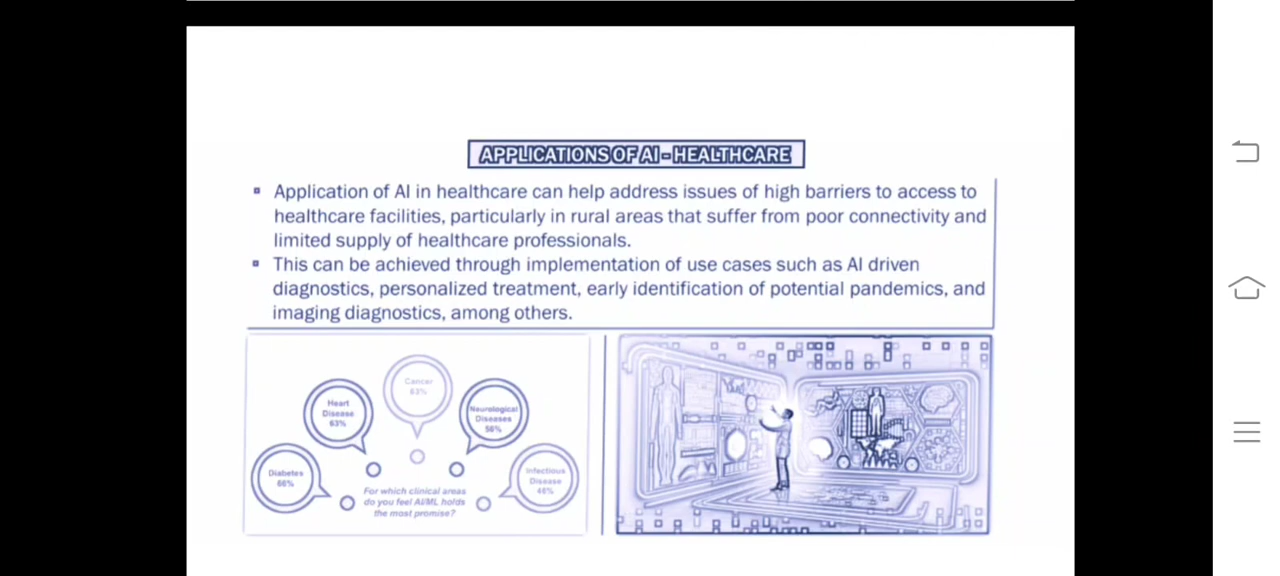 APPLICATIONS OF AI - HEALTHCARE
Application of AI in healthcare can help address issues of high barriers to access to
healthcare facilities, particularly in rural areas that suffer from poor connectivity and
limited supply of healthcare professionals.
This can be achieved through implementation of use cases such as AI driven
diagnostics, personalized treatment, early identification of potential pandemics, and
imaging diagnostics, among others.
Cancer
63%
Heart
Disease
63%
Neurological
Diseases
56%
Diabetes
66%
Infectious
Disease
46%
For which clinical areas
do you feel AI/ML holds
the most promise?